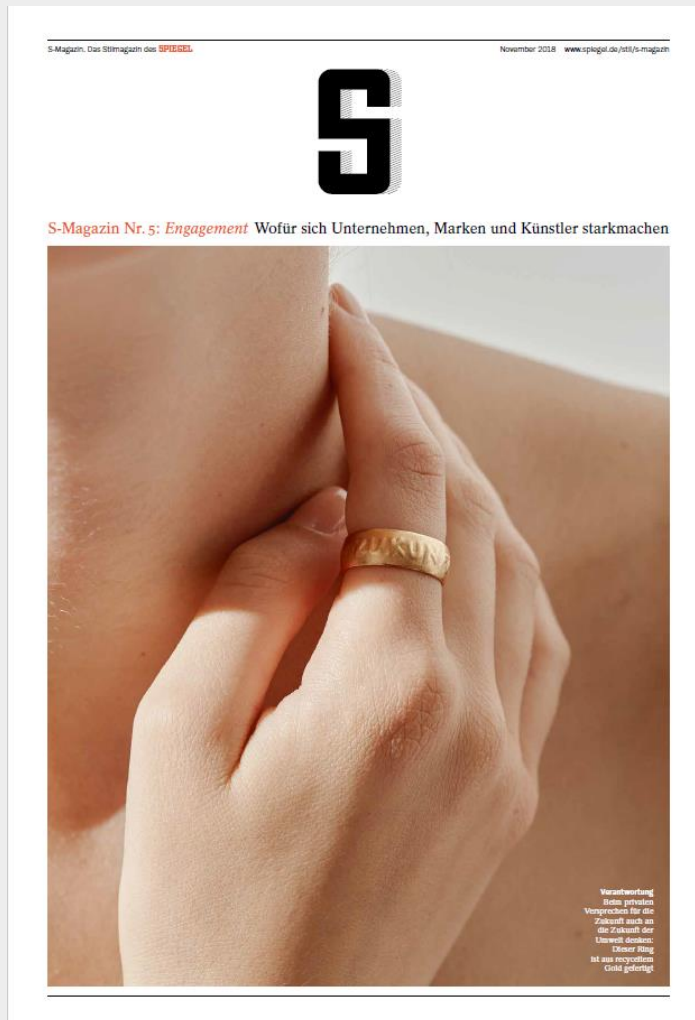 S-Magazin. Das Stilmagazin des SPIEGEL
November 2018 www.spiegel.de/stil/s-magazin
S
S-Magazin Nr. 5: Engagement Wofür sich Unternehmen, Marken und Künstler starkmachen
ZUKUN
Verantwortung
Beim privaten
Versprechen für die
Zukunft auch an
die Zukunft der
Umwelt denken:
Dieser Ring
ist aus recyceltem
Gold gefertigt